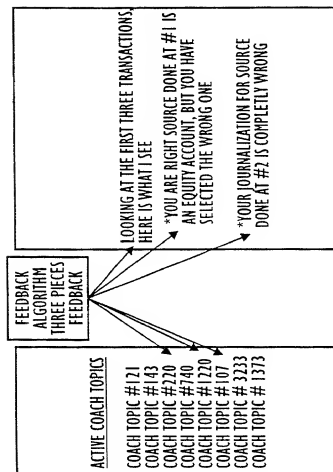 FEEDBACK
ALGORITHM
THREE PIECES
FEEDBACK
ACTIVE COACH TOPICS
COACH TOPIC #121
COACH TOPIC #143
COACH TOPIC #220
COACH TOPIC #740
COACH TOPIC #1220
COACH TOPIC #107
COACH TOPIC # 3233
COACH TOPIC # 1373
LOOKING AT THE FIRST THREE TRANSACTIONS,
HERE IS WHAT I SEE
*YOU ARE RIGHT SOURCE DONE AT #1 IS
AN EQUITY ACCOUNT, BUT YOU HAVE
SELECTED THE WRONG ONE
*YOUR JOURNALIZATION FOR SOURCE
DONE AT #2 IS COMPLETLY WRONG